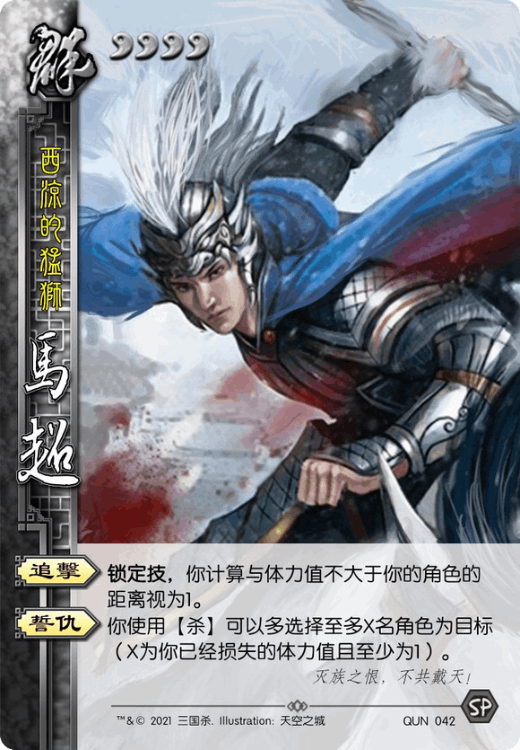 群
西凉的猛狮
馬超
追擊
锁定技，你计算与体力值不大于你的角色的
距离视为1。
誓仇
你使用【杀】可以多选择至多X名角色为目标
（X为你已经损失的体力值且至少为1）。
灭族之恨，不共戴天！
SP
™&© 2021 三国杀. Illustration: 天空之城
QUN 042